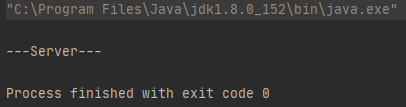 "C:\Program Files\Java\jdk1.8.0_152\bin\java.exe"
---Server---
Process finished with exit code 0